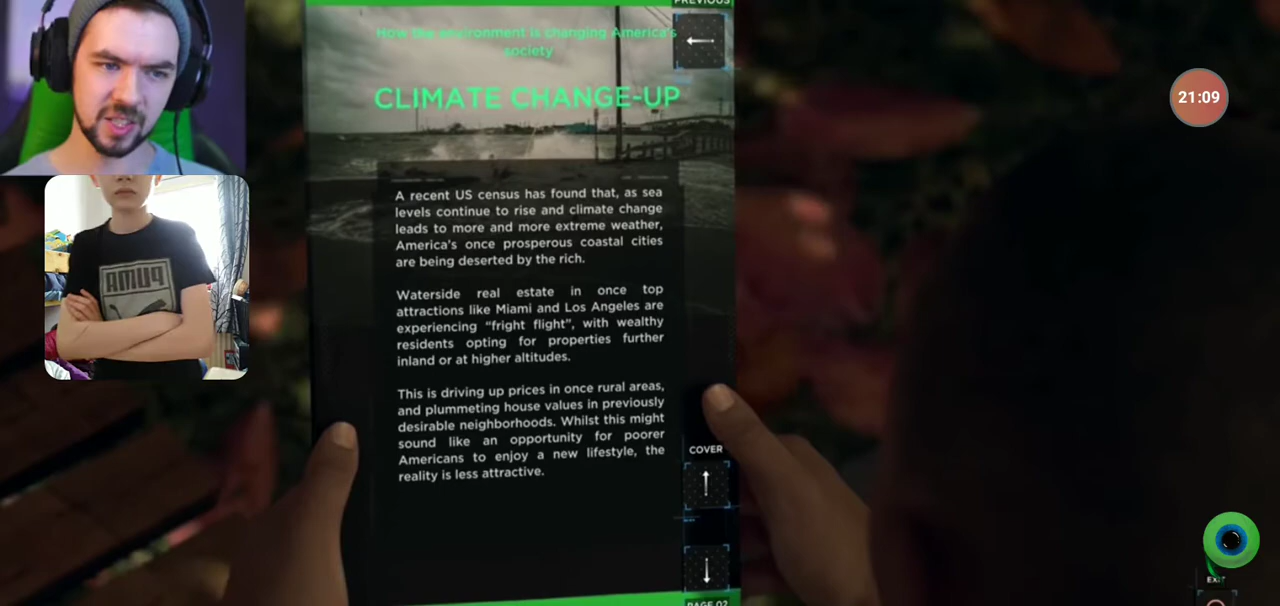 PREVIOUS
How the environment is changing America's
society
CLIMATE CHANGE-UP
21:09
A recent US census has found that, as sea
levels continue to rise and climate change
leads to more and more extreme weather,
America's once prosperous coastal cities
are being deserted by the rich.
Waterside real estate in once top
attractions like Miami and Los Angeles are
experiencing "fright flight", with wealthy
residents opting for properties further
inland or at higher altitudes.
This is driving up prices in once rural areas,
and plummeting house values in previously
desirable neighborhoods. Whilst this might
sound like an opportunity for poorer
Americans to enjoy a new lifestyle, the
reality is less attractive.
PUMA
COVER
EXIT
PAGE 02